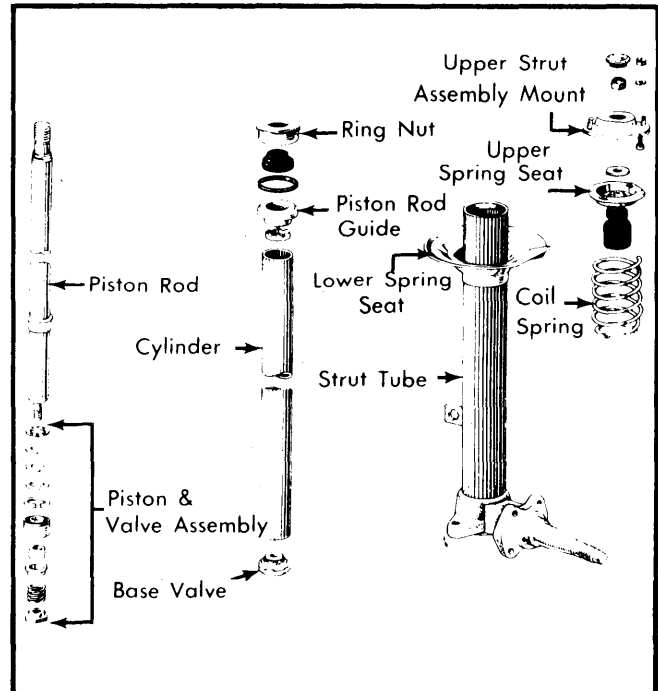 Upper Strut
Assembly Mount
Ring Nut
Upper
Spring Seat
Piston Rod
Guide
Piston Rod
Lower Spring
Seat
Coil
Spring
Cylinder
Strut Tube
Piston &
Valve Assembly
Base Valve